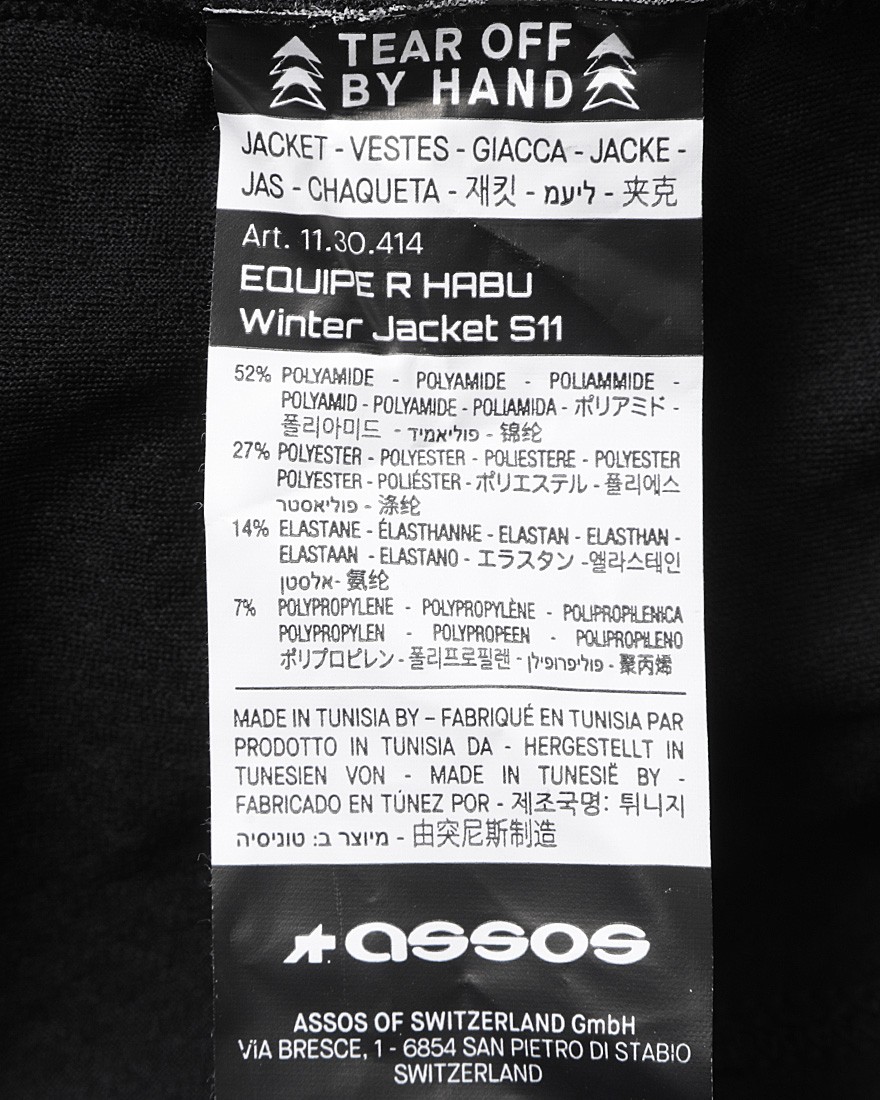 TEAR OFF
BY HAND
JACKET - VESTES - GIACCA - JACKE -
JAS - CHAQUETA - 재킷 - מעיל - 夹克
Art. 11.30.414
EQUIPE R HABU
Winter Jacket S11
52% POLYAMIDE - POLYAMIDE - POLIAMMIDE -
POLYAMID - POLYAMIDE - POLIAMIDA - ポリアミド -
폴리아미드 - פוליאמיד - 锦纶
27% POLYESTER - POLYESTER - POLIESTERE - POLYESTER
POLYESTER - POLIÉSTER - ポリエステル - 폴리에스
פוליאסטר - 涤纶
14% ELASTANE - ÉLASTHANNE - ELASTAN - ELASTHAN -
ELASTAAN - ELASTANO - エラスタン -엘라스테인
אלסטן- 氨纶
7% POLYPROPYLENE - POLYPROPYLÈNE - POLIPROPILENICA
POLYPROPYLEN - POLYPROPEEN - POLIPROPILENO
ポリプロピレン - 폴리프로필렌 - פוליפרופילן - 聚丙烯
MADE IN TUNISIA BY – FABRIQUÉ EN TUNISIA PAR
PRODOTTO IN TUNISIA DA - HERGESTELLT IN
TUNESIEN VON - MADE IN TUNESIË BY -
FABRICADO EN TÚNEZ POR - 제조국명: 튀니지
מיוצר ב: טוניסיה - 由突尼斯制造
assos
ASSOS OF SWITZERLAND GmbH
ViA BRESCE, 1 - 6854 SAN PIETRO DI STABIO
SWITZERLAND